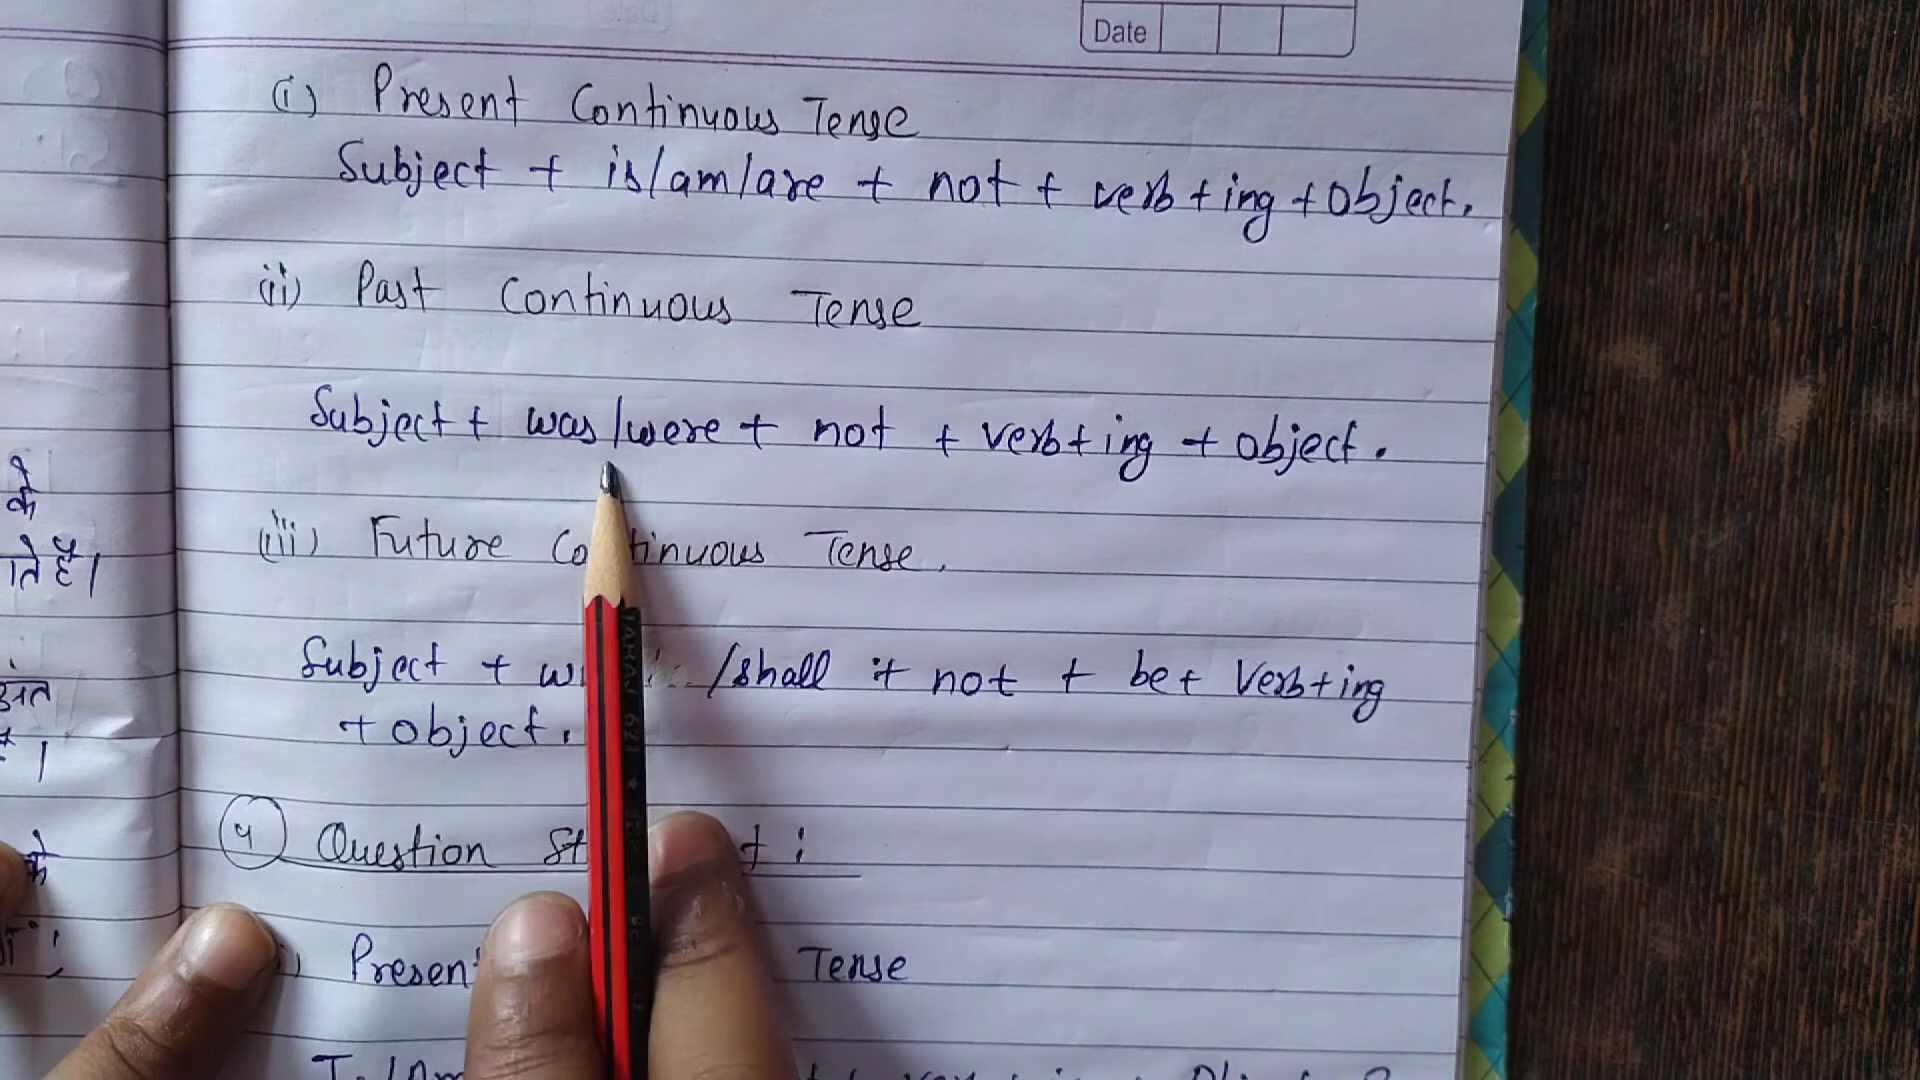 Date
(i) Present Continuous Tense
Subject + is/am/are + not + verb + ing + object.
(ii) Past Continuous Tense
Subject + was/were + not + verb + ing + object.
(iii) Future Tense.
Subject + /shall + not + be + Verb + ing
+ object.
4 Question :
Tense
के
ते हैं।
के